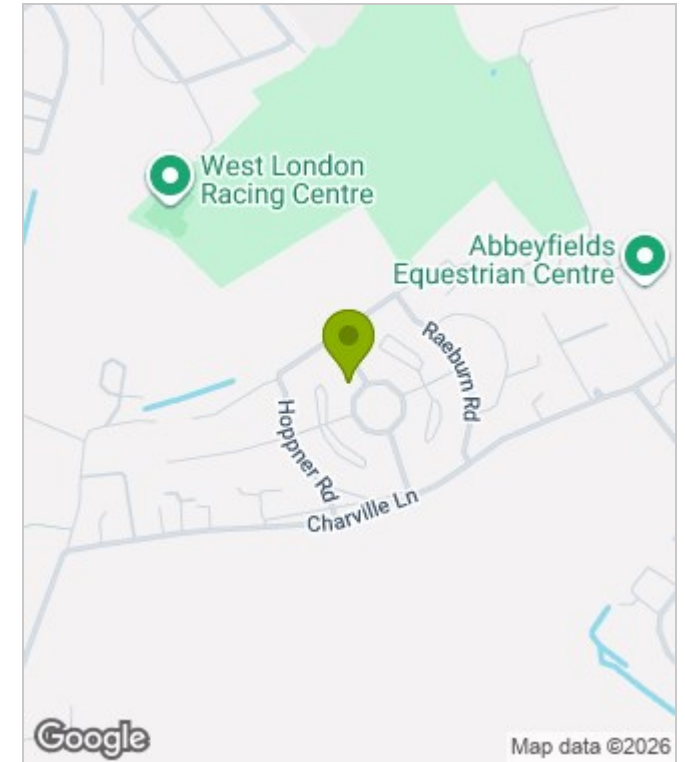 West London
Racing Centre
Abbeyfields
Equestrian Centre
Raeburn Rd
Hoppner Rd
Charville Ln
Google
Map data ©2026